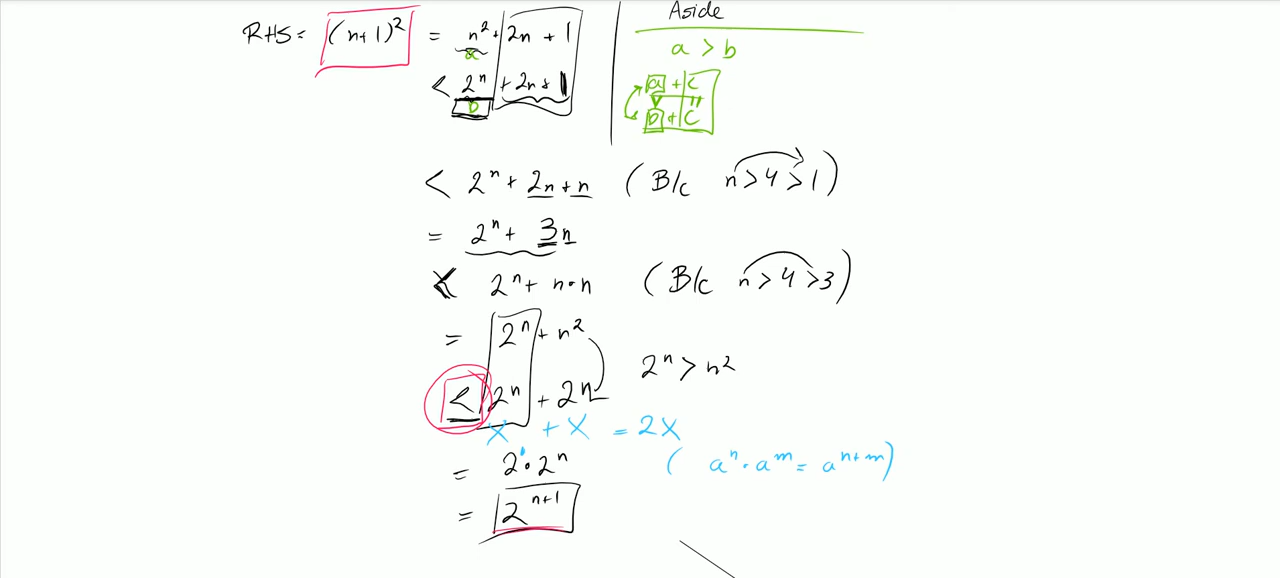 RHS = (n+1)² = n² + 2n + 1
a
< 2ⁿ + 2n + 1
b
Aside
a > b
a + c
v "
b + c
< 2ⁿ + 2n + n (B/c n > 4 > 1)
= 2ⁿ + 3n
< 2ⁿ + n·n (B/c n > 4 > 3)
= 2ⁿ + n²
2ⁿ > n²
< 2ⁿ + 2ⁿ
x + x = 2x
= 2¹·2ⁿ (aⁿ·aᵐ = aⁿ⁺ᵐ)
= 2ⁿ⁺¹